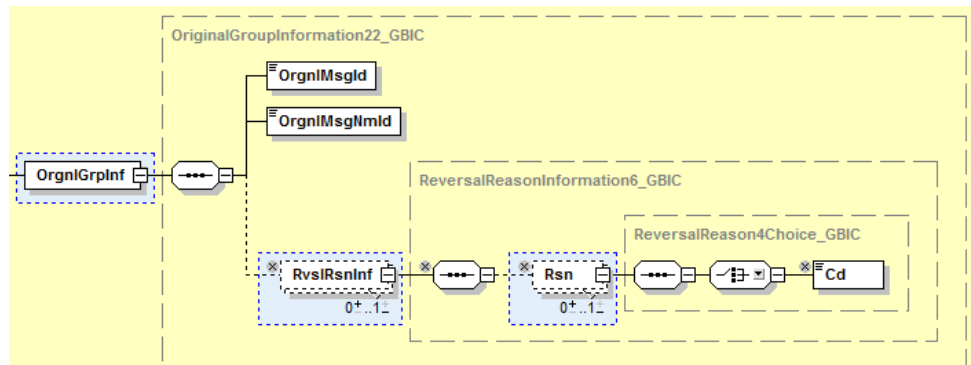 OriginalGroupInformation22_GBIC
OrgnlMsgId
OrgnlMsgNmId
OrgnlGrpInf
ReversalReasonInformation6_GBIC
ReversalReason4Choice_GBIC
RvslRsnInf
Rsn
Cd
0±..1±
0±..1±